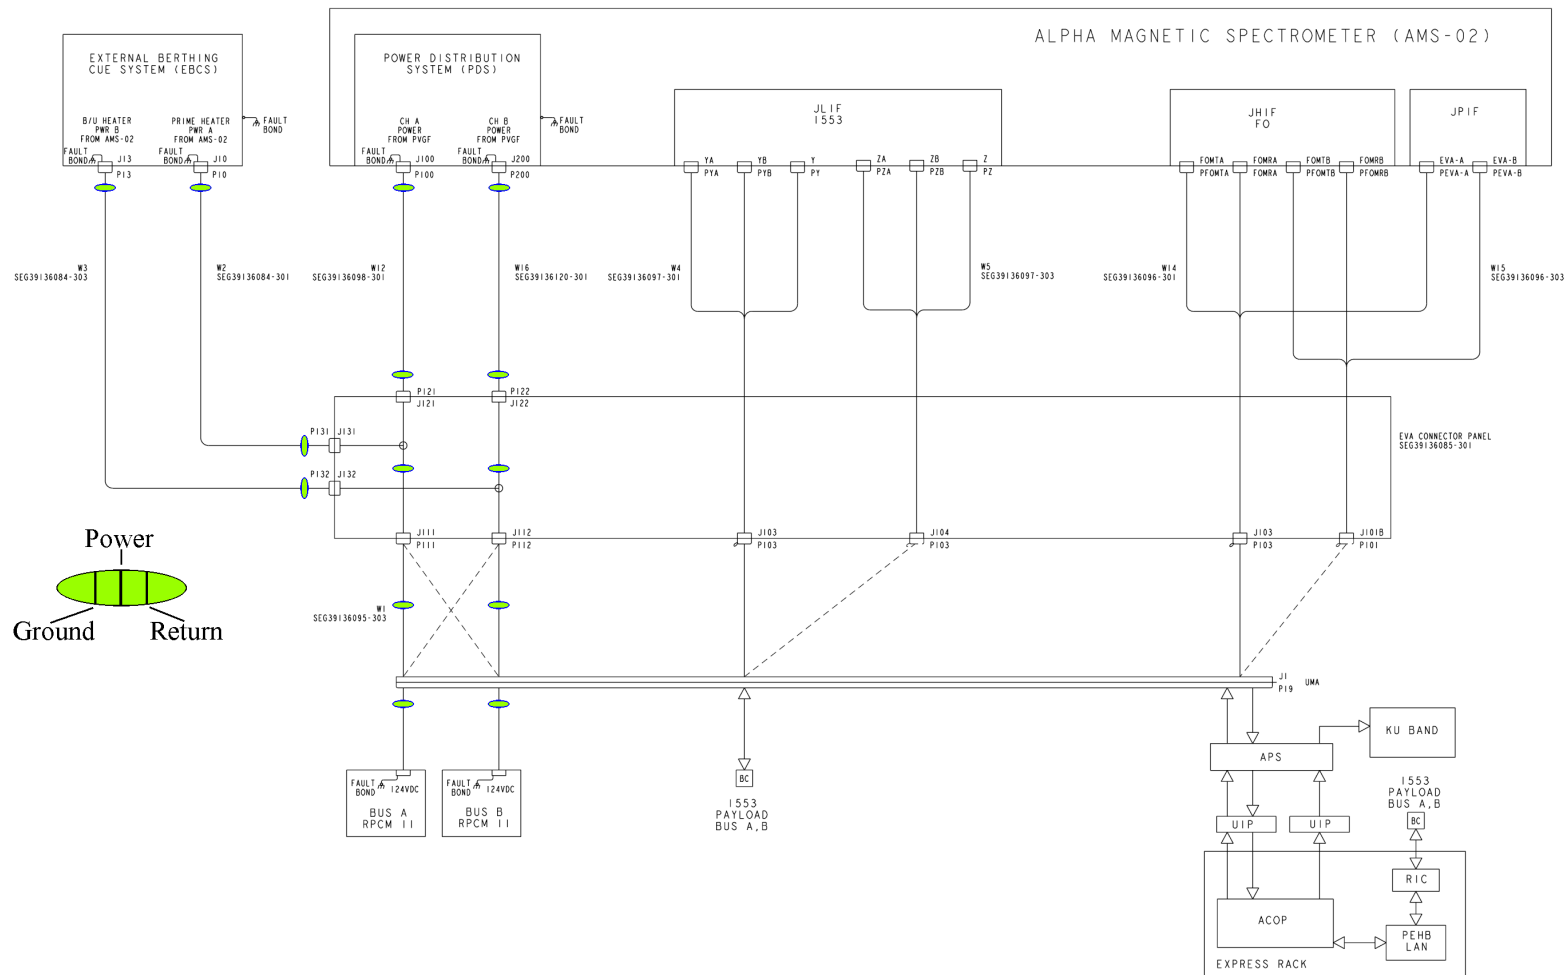 ALPHA MAGNETIC SPECTROMETER (AMS-02)
EXTERNAL BERTHING
CUE SYSTEM (EBCS)
B/U HEATER
PWR B
FROM AMS-02
PRIME HEATER
PWR A
FROM AMS-02
FAULT
BOND
FAULT
BOND
J13
P13
FAULT
BOND
J10
P10
POWER DISTRIBUTION
SYSTEM (PDS)
CH A
POWER
FROM PVGF
CH B
POWER
FROM PVGF
FAULT
BOND
FAULT
BOND
J100
P100
FAULT
BOND
J200
P200
JLIF
1553
YA
PYA
YB
PYB
Y
PY
ZA
PZA
ZB
PZB
Z
PZ
JHIF
FO
FOMTA
PFOMTA
FOMRA
FOMRA
FOMTB
PFOMTB
FOMRB
PFOMRB
JPIF
EVA-A
PEVA-A
EVA-B
PEVA-B
W3
SEG39136084-303
W2
SEG39136084-301
W12
SEG39136098-301
W16
SEG39136120-301
W4
SEG39136097-301
W5
SEG39136097-303
W14
SEG39136096-301
W15
SEG39136096-303
P121
J121
P122
J122
P131
J131
P132
J132
EVA CONNECTOR PANEL
SEG39136085-301
J111
P111
J112
P112
J103
P103
J104
P103
J103
P103
J101B
P101
Power
Ground
Return
W1
SEG39136095-303
J1
P19
UMA
FAULT
BOND
124VDC
BUS A
RPCM 11
FAULT
BOND
124VDC
BUS B
RPCM 11
BC
1553
PAYLOAD
BUS A,B
APS
KU BAND
UIP
UIP
1553
PAYLOAD
BUS A,B
BC
RIC
ACOP
PEHB
LAN
EXPRESS RACK